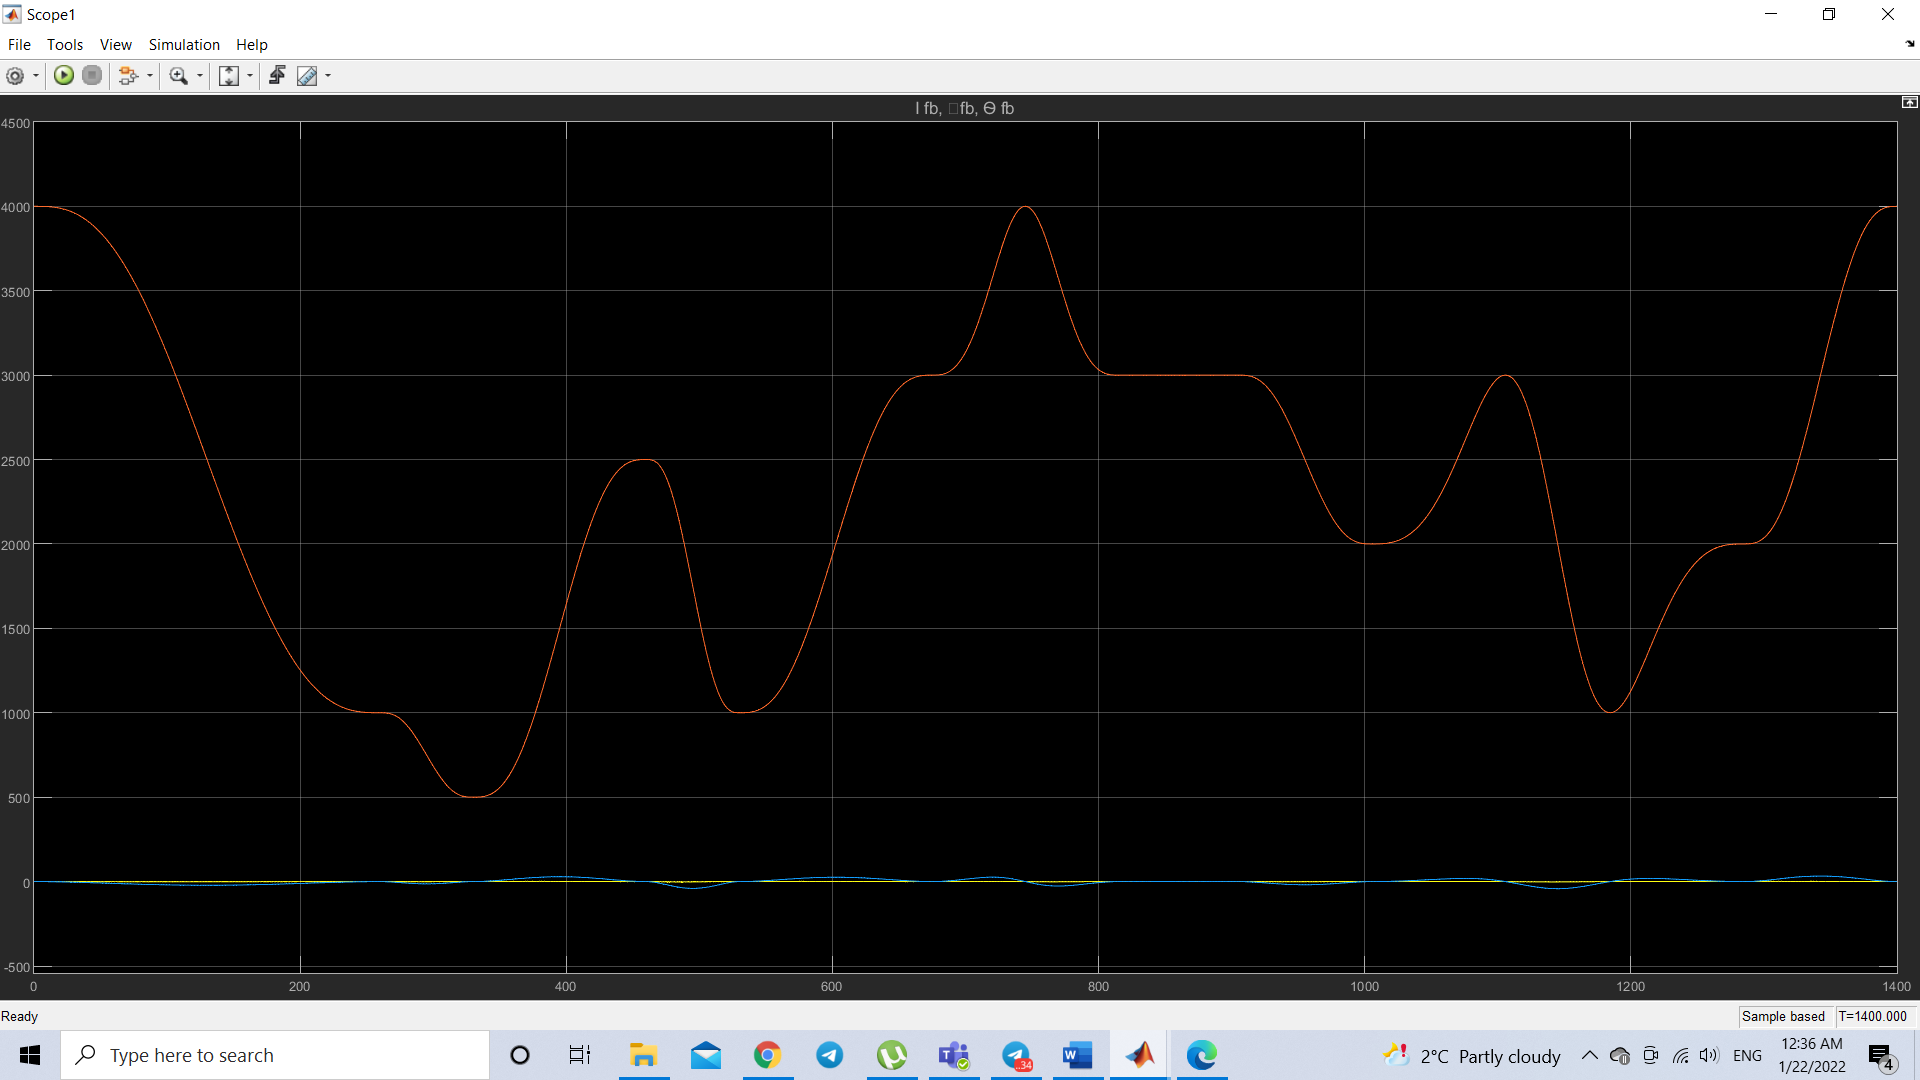 Scope1
File Tools View Simulation Help
I fb, □fb, Θ fb
4500
4000
3500
3000
2500
2000
1500
1000
500
0
-500
0 200 400 600 800 1000 1200 1400
Ready
Sample based T=1400.000
Type here to search
..34
W
2°C Partly cloudy
ENG
12:36 AM
1/22/2022
4